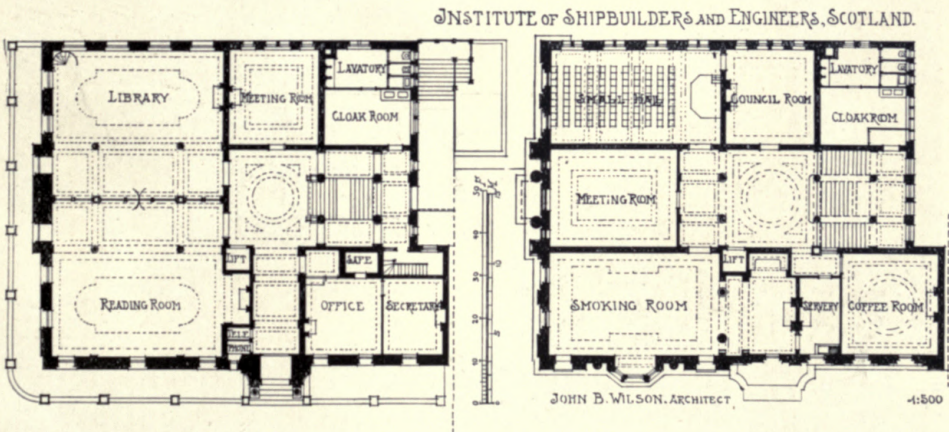 INSTITUTE OF SHIPBUILDERS AND ENGINEERS, SCOTLAND.
LIBRARY
MEETING ROOM
LAVATORY
CLOAK ROOM
LIFT
SAFE
READING ROOM
OFFICE
SECRETARY
SMALL HALL
COUNCIL ROOM
LAVATORY
CLOAKROOM
MEETING ROOM
LIFT
SMOKING ROOM
SERVERY
COFFEE ROOM
JOHN B. WILSON. ARCHITECT
1:500